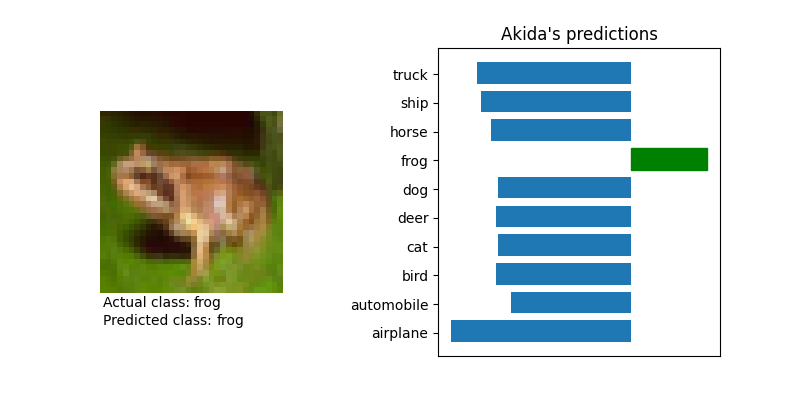 Akida's predictions
truck
ship
horse
frog
dog
deer
cat
bird
automobile
airplane
Actual class: frog
Predicted class: frog